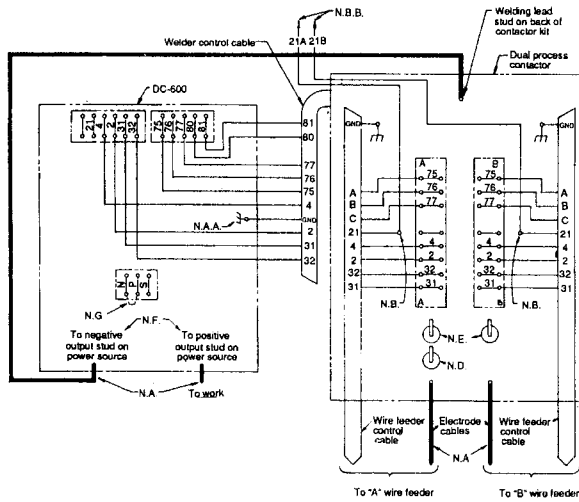 N.B.B.
21A 21B
Welding lead
stud on back of
contactor kit
Welder control cable
Dual process
contactor
DC-600
21
4
2
31
32
75
76
77
80
81
81
80
77
76
75
4
GND
2
31
32
N.A.A.
GND
A
B
C
21
4
2
32
31
A
75
76
77
4
2
32
31
A
B
75
76
77
4
2
32
31
B
GND
A
B
C
21
4
2
32
31
N.B.
N.B.
N P S
N.G
N.F.
To negative
output stud on
power source
To positive
output stud on
power source
N.A.
To work
N.E.
N.D.
Wire feeder
control
cable
Electrode
cables
N.A
Wire feeder
control
cable
To "A" wire feeder
To "B" wire feeder